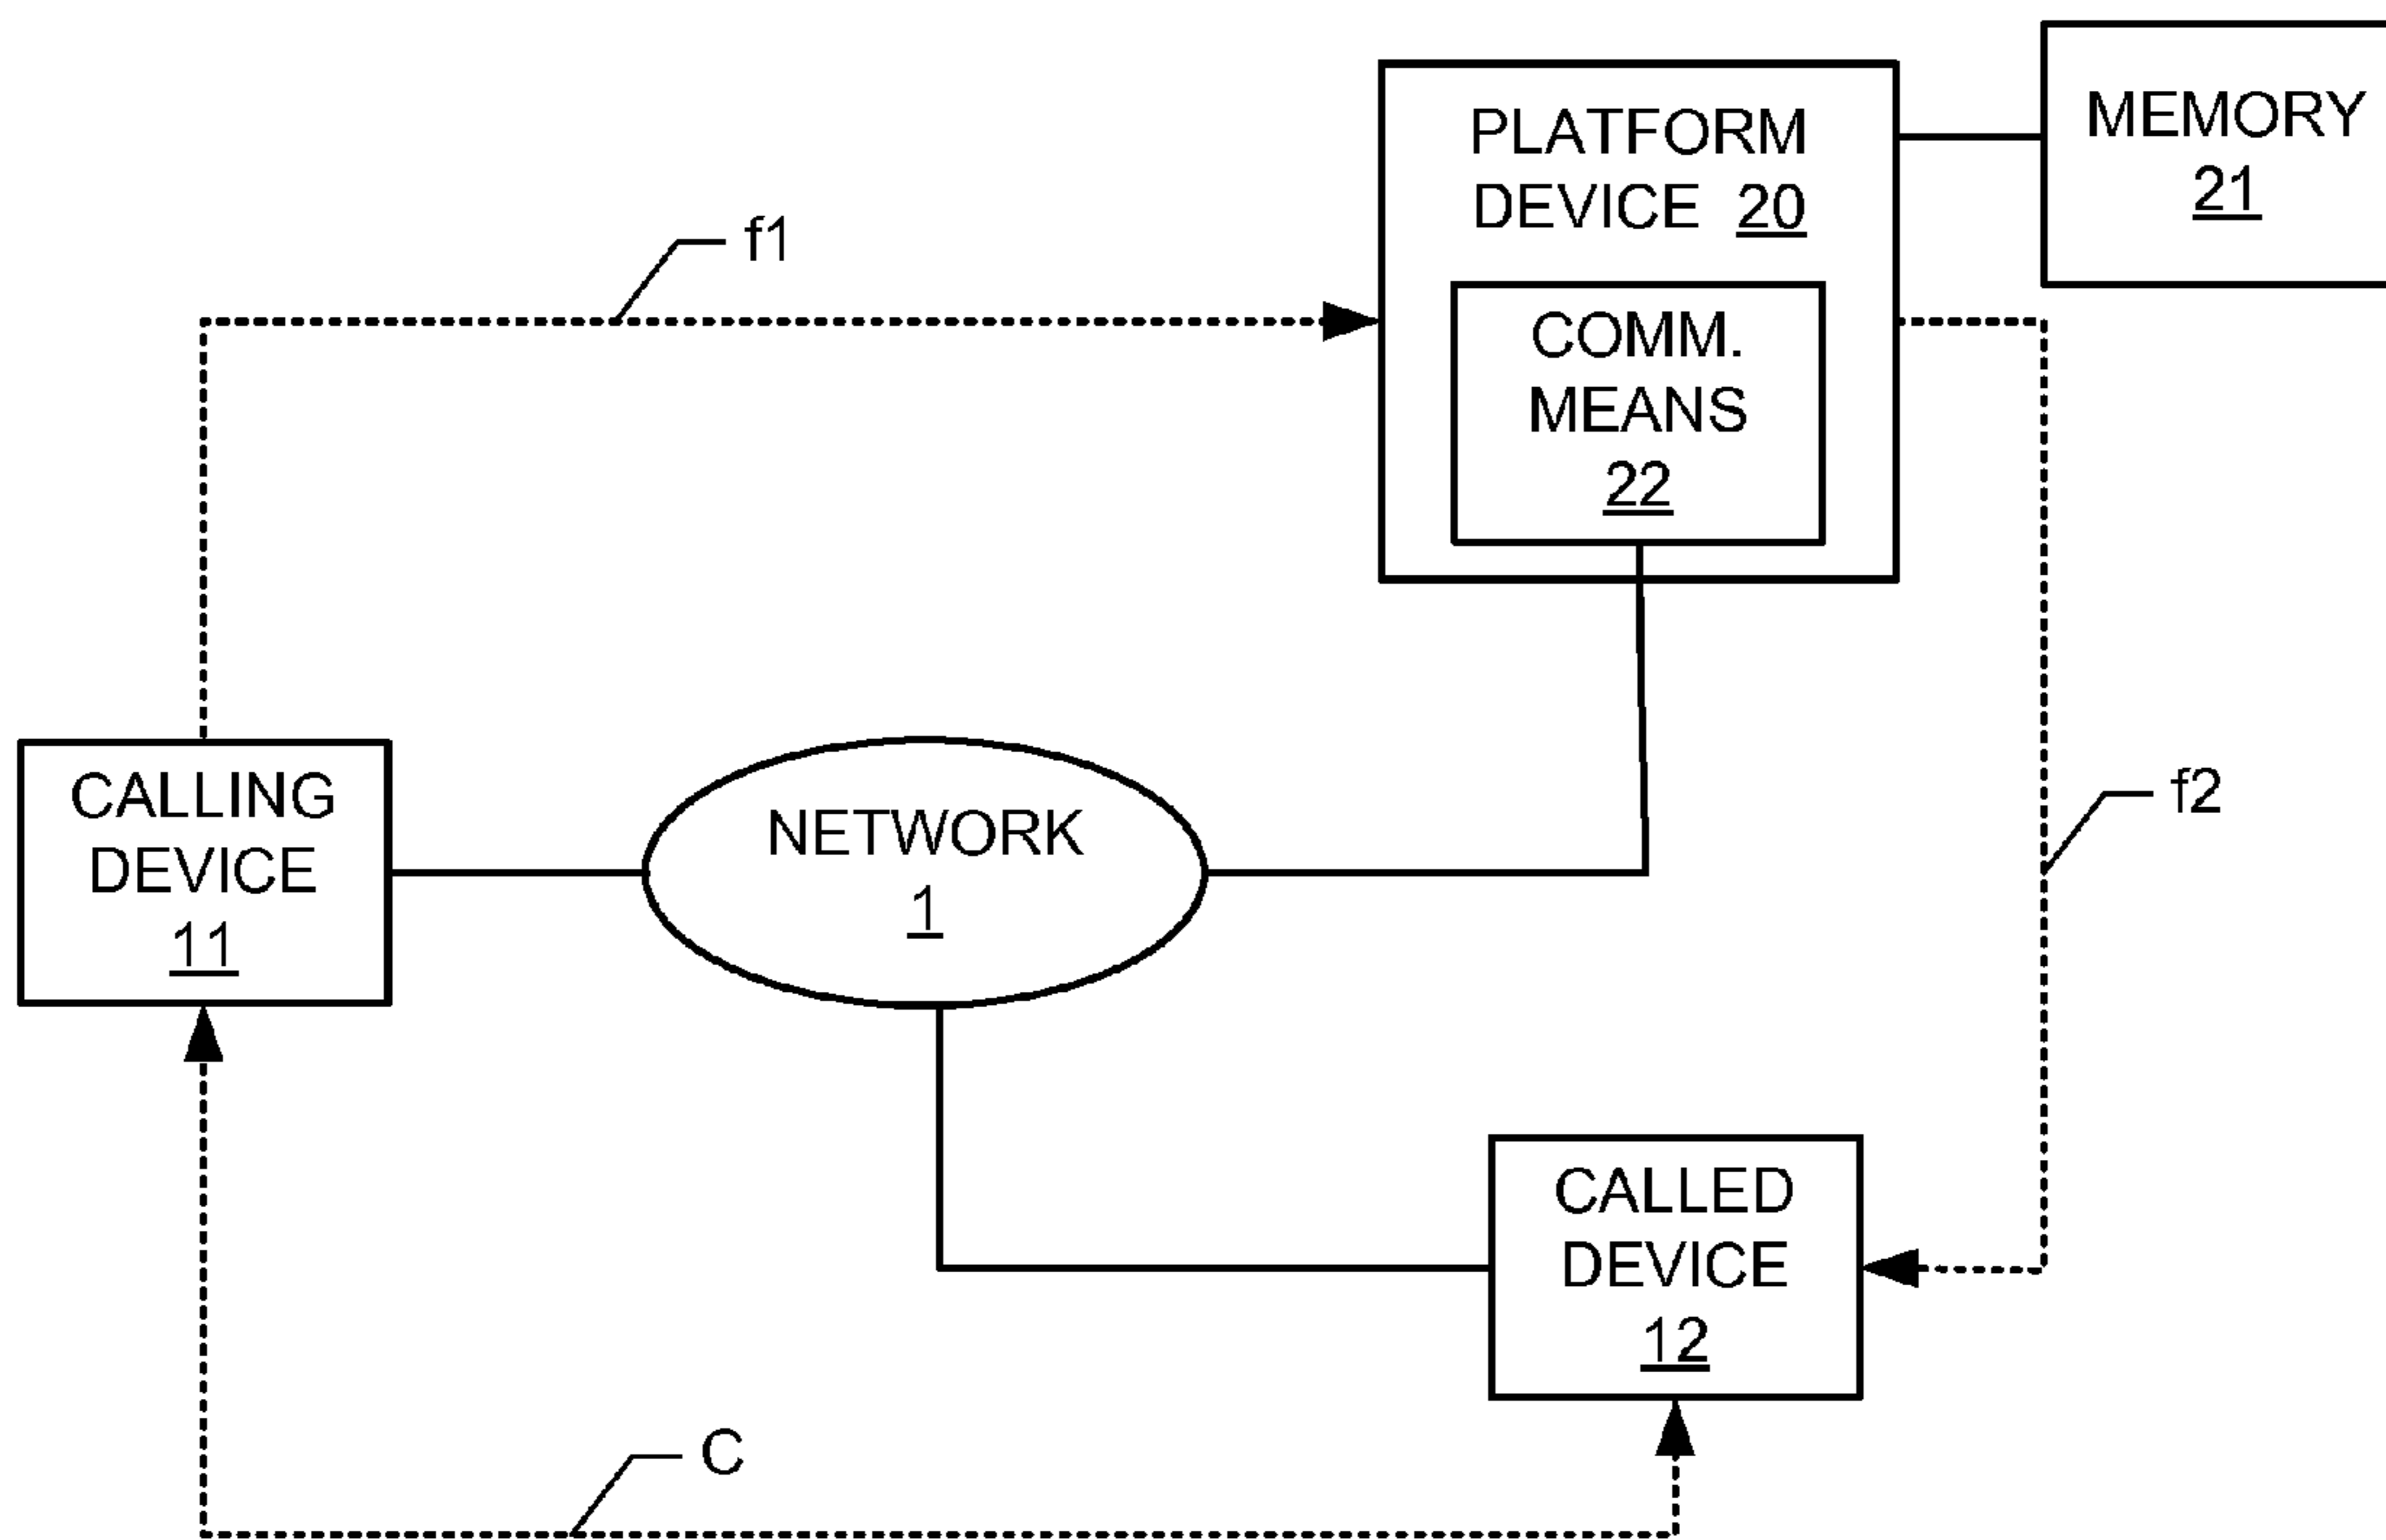 PLATFORM
DEVICE 20
MEMORY
21
f1
COMM.
MEANS
22
CALLING
DEVICE
11
NETWORK
1
f2
CALLED
DEVICE
12
C